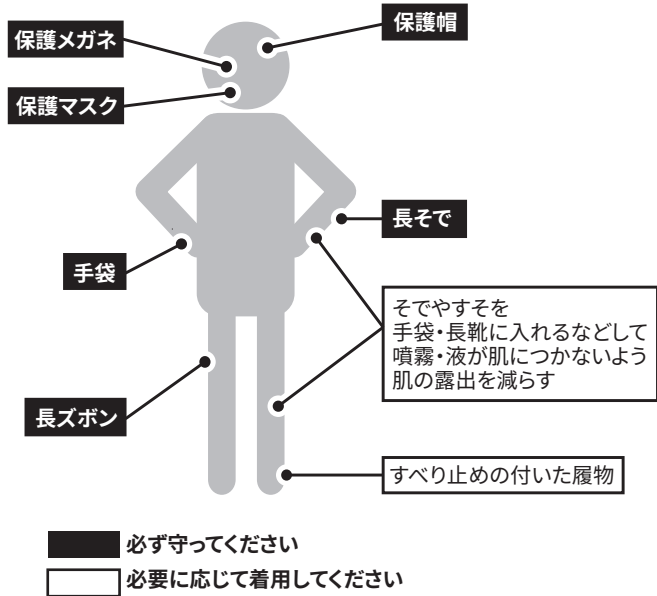 保護帽
保護メガネ
保護マスク
長そで
手袋
そでやすそを
手袋・長靴に入れるなどして
噴霧・液が肌につかないよう
肌の露出を減らす
長ズボン
すべり止めの付いた履物
必ず守ってください
必要に応じて着用してください